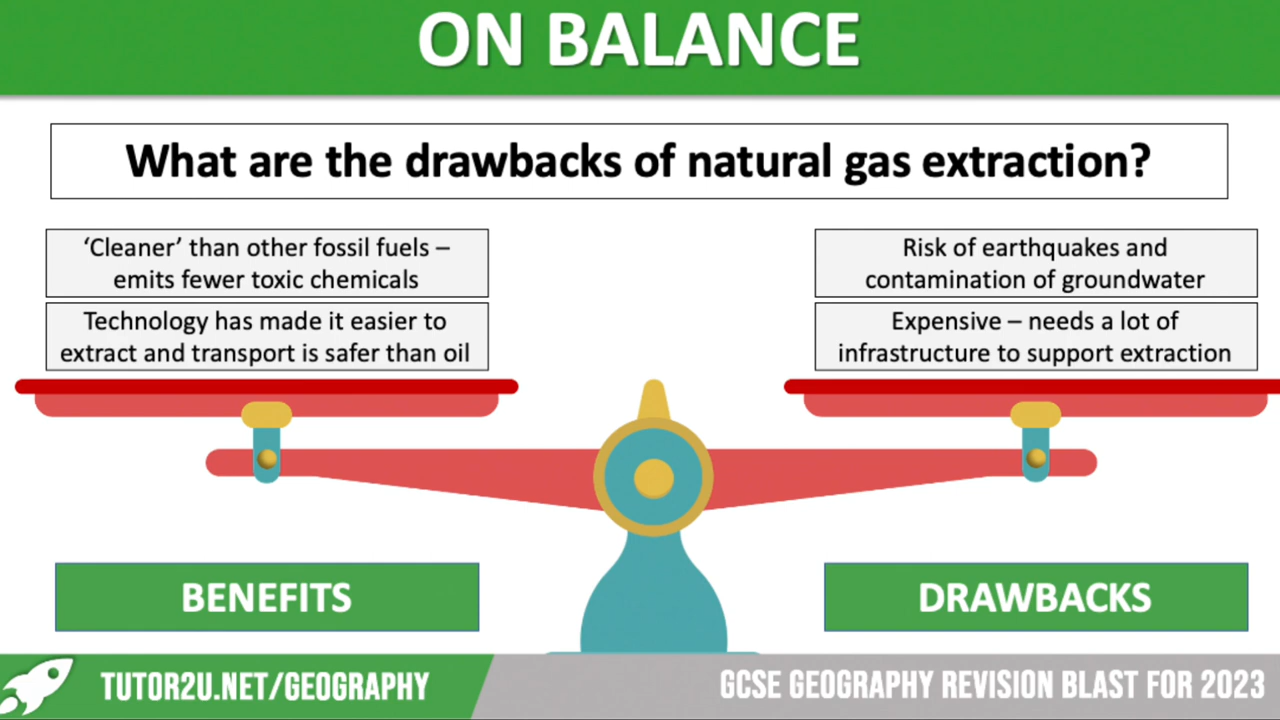 ON BALANCE
What are the drawbacks of natural gas extraction?
‘Cleaner’ than other fossil fuels –
emits fewer toxic chemicals
Technology has made it easier to
extract and transport is safer than oil
Risk of earthquakes and
contamination of groundwater
Expensive – needs a lot of
infrastructure to support extraction
BENEFITS
DRAWBACKS
TUTOR2U.NET/GEOGRAPHY
GCSE GEOGRAPHY REVISION BLAST FOR 2023